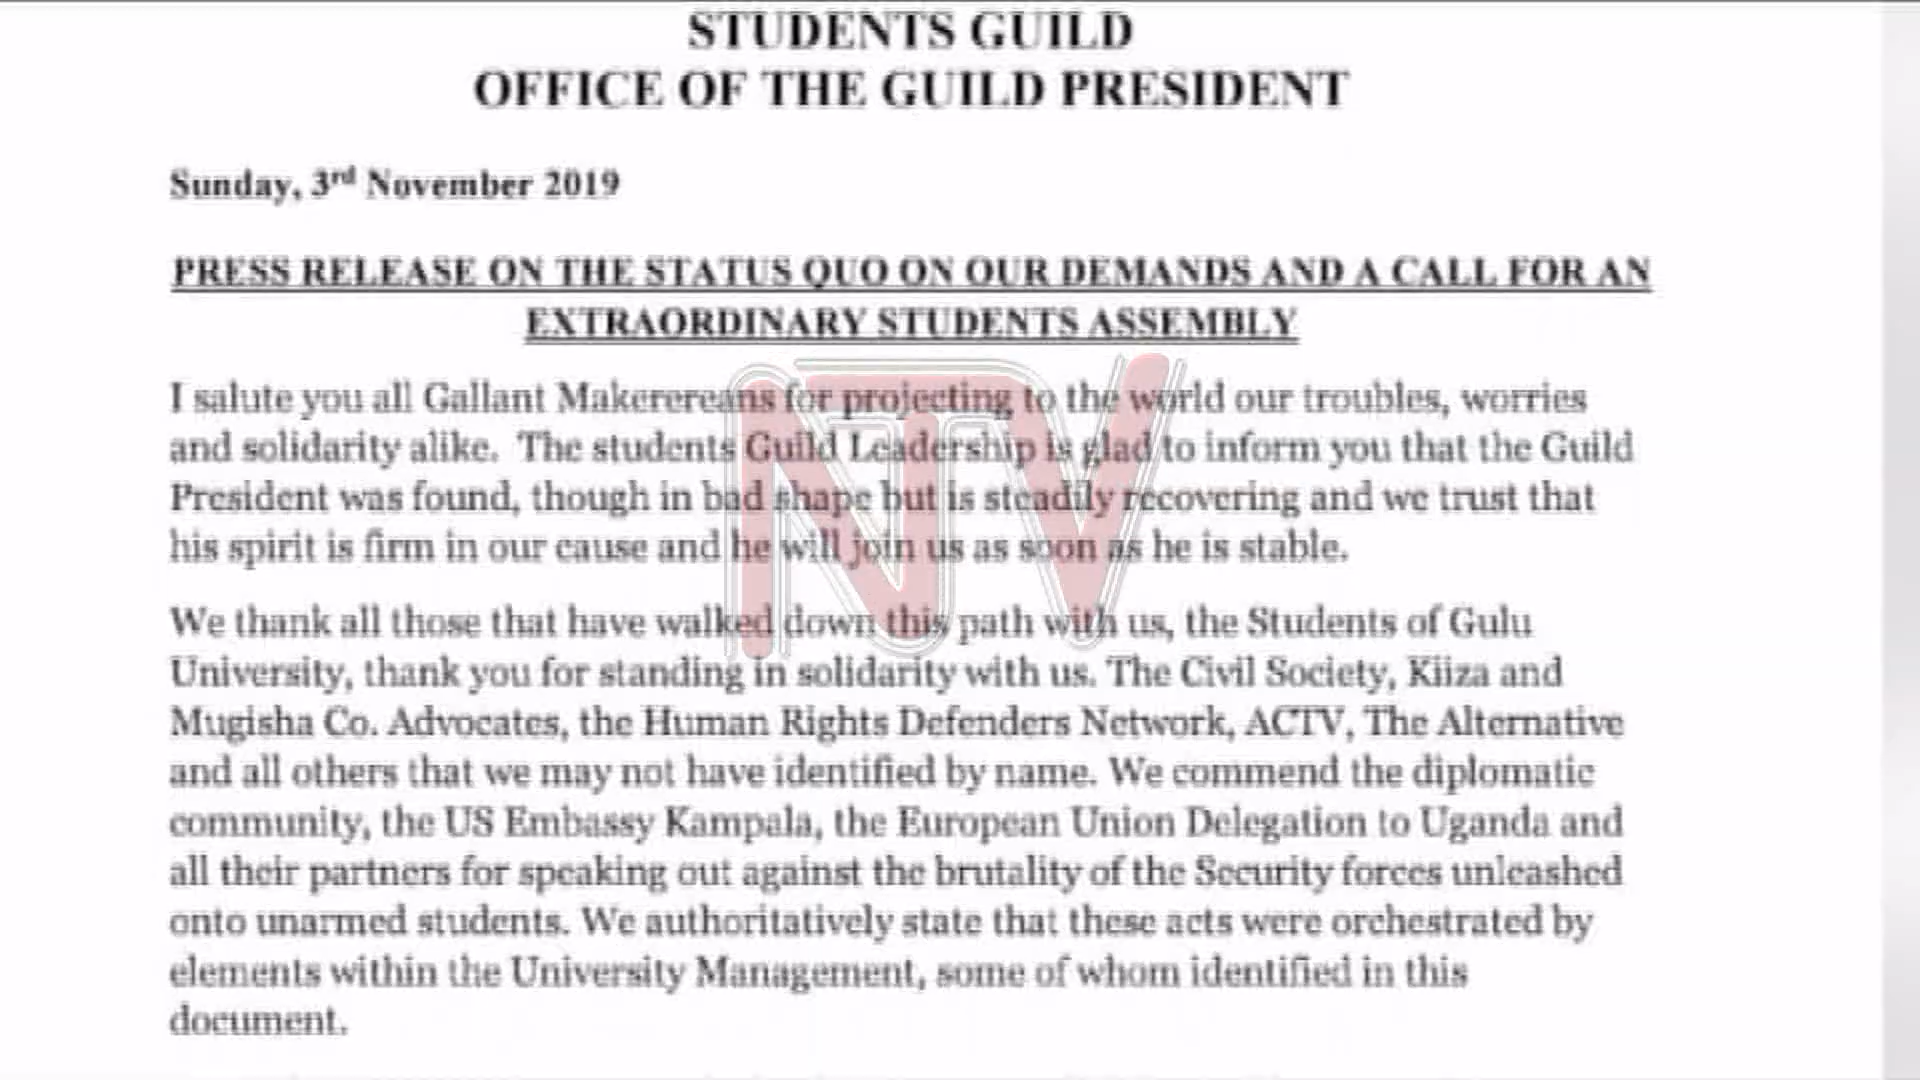 STUDENTS GUILD
OFFICE OF THE GUILD PRESIDENT
Sunday, 3rd November 2019
PRESS RELEASE ON THE STATUS QUO ON OUR DEMANDS AND A CALL FOR AN
EXTRAORDINARY STUDENTS ASSEMBLY
I salute you all Gallant Makerereans for projecting to the world our troubles, worries
and solidarity alike. The students Guild Leadership is glad to inform you that the Guild
President was found, though in bad shape but is steadily recovering and we trust that
his spirit is firm in our cause and he will join us as soon as he is stable.
NTV
We thank all those that have walked down this path with us, the Students of Gulu
University, thank you for standing in solidarity with us. The Civil Society, Kiiza and
Mugisha Co. Advocates, the Human Rights Defenders Network, ACTV, The Alternative
and all others that we may not have identified by name. We commend the diplomatic
community, the US Embassy Kampala, the European Union Delegation to Uganda and
all their partners for speaking out against the brutality of the Security forces unleashed
onto unarmed students. We authoritatively state that these acts were orchestrated by
elements within the University Management, some of whom identified in this
document.